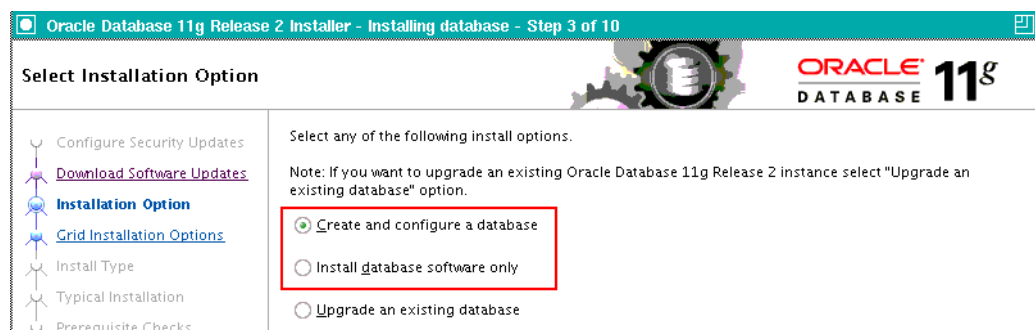 Oracle Database 11g Release 2 Installer - Installing database - Step 3 of 10
Select Installation Option
ORACLE
DATABASE
11g
Configure Security Updates
Download Software Updates
Installation Option
Grid Installation Options
Install Type
Typical Installation
Prerequisite Checks
Select any of the following install options.
Note: If you want to upgrade an existing Oracle Database 11g Release 2 instance select "Upgrade an
existing database" option.
Create and configure a database
Install database software only
Upgrade an existing database